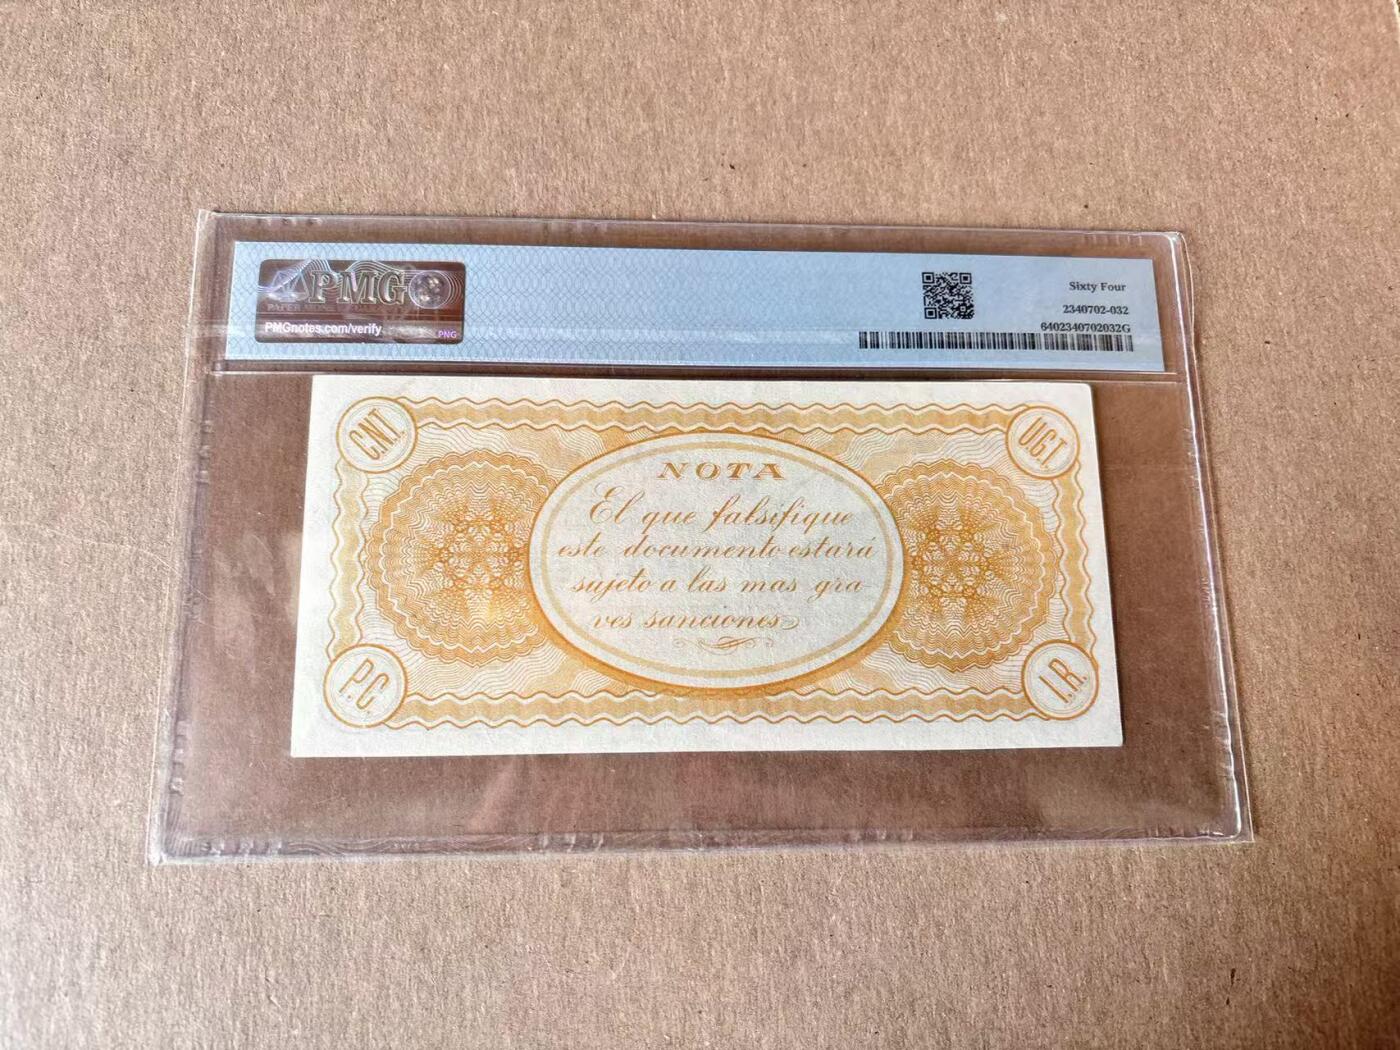 PMG
PMGnotes.com/verify
PNG
Sixty Four
2340702-032
6402340702032G
C.N.T.
U.G.T.
NOTA
El que falsifique
este documento estará
sujeto a las mas gra
ves sanciones
P.C.
I.R.